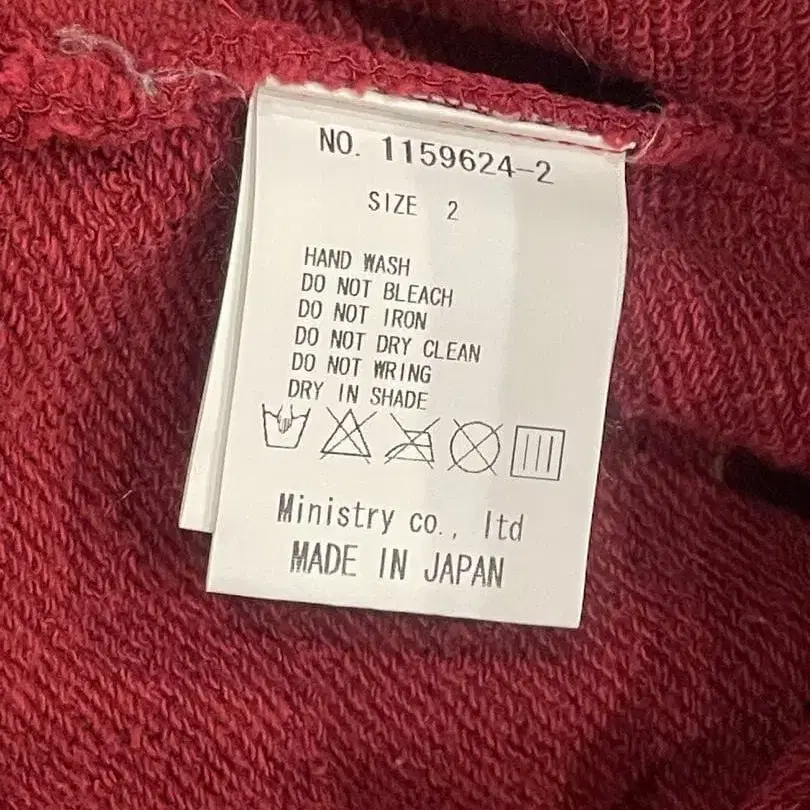 NO. 1159624-2
SIZE 2
HAND WASH
DO NOT BLEACH
DO NOT IRON
DO NOT DRY CLEAN
DO NOT WRING
DRY IN SHADE
Ministry co., ltd
MADE IN JAPAN